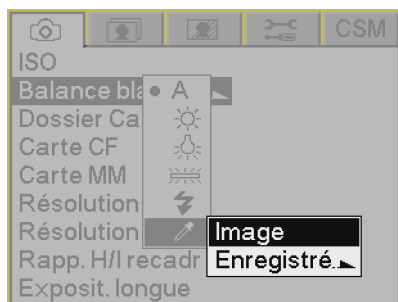 CSM
ISO
Balance bla
A
Dossier Ca
Carte CF
Carte MM
Résolution
Résolution
Image
Rapp. H/I recadr
Enregistré.
Exposit. longue